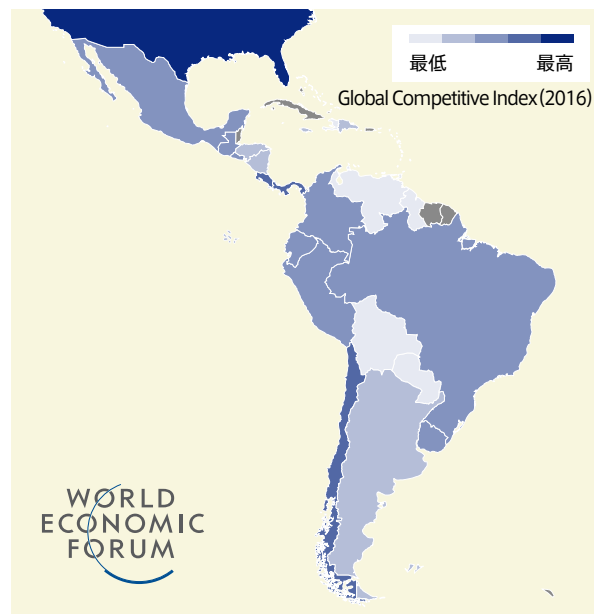 最低 最高
Global Competitive Index (2016)
WORLD
ECONOMIC
FORUM